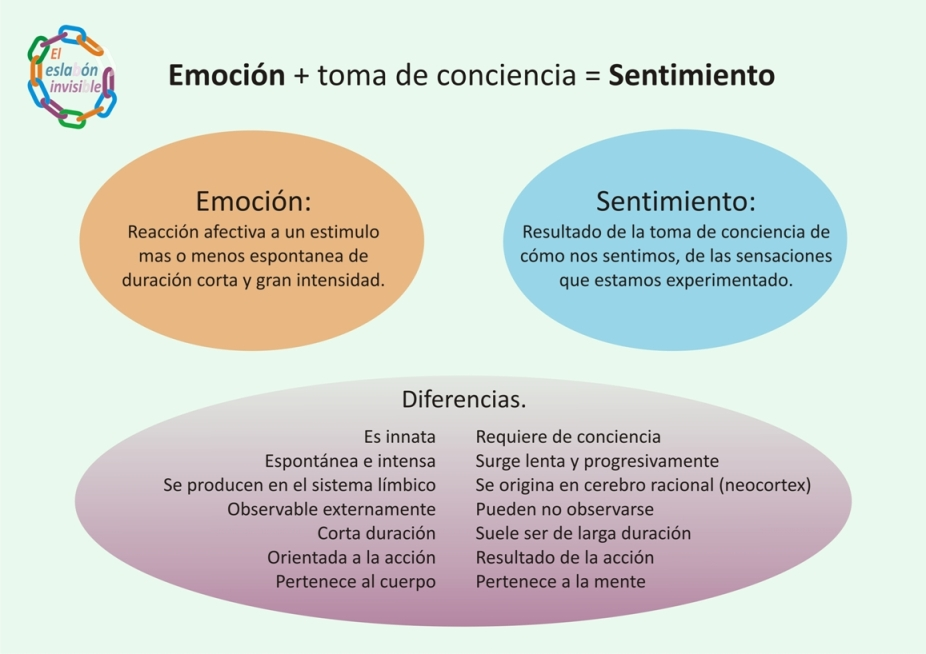 El
eslabón
invisible
Emoción + toma de conciencia = Sentimiento
Emoción:
Reacción afectiva a un estimulo
mas o menos espontanea de
duración corta y gran intensidad.
Sentimiento:
Resultado de la toma de conciencia de
cómo nos sentimos, de las sensaciones
que estamos experimentado.
Diferencias.
Es innata Requiere de conciencia
Espontánea e intensa Surge lenta y progresivamente
Se producen en el sistema límbico Se origina en cerebro racional (neocortex)
Observable externamente Pueden no observarse
Corta duración Suele ser de larga duración
Orientada a la acción Resultado de la acción
Pertenece al cuerpo Pertenece a la mente